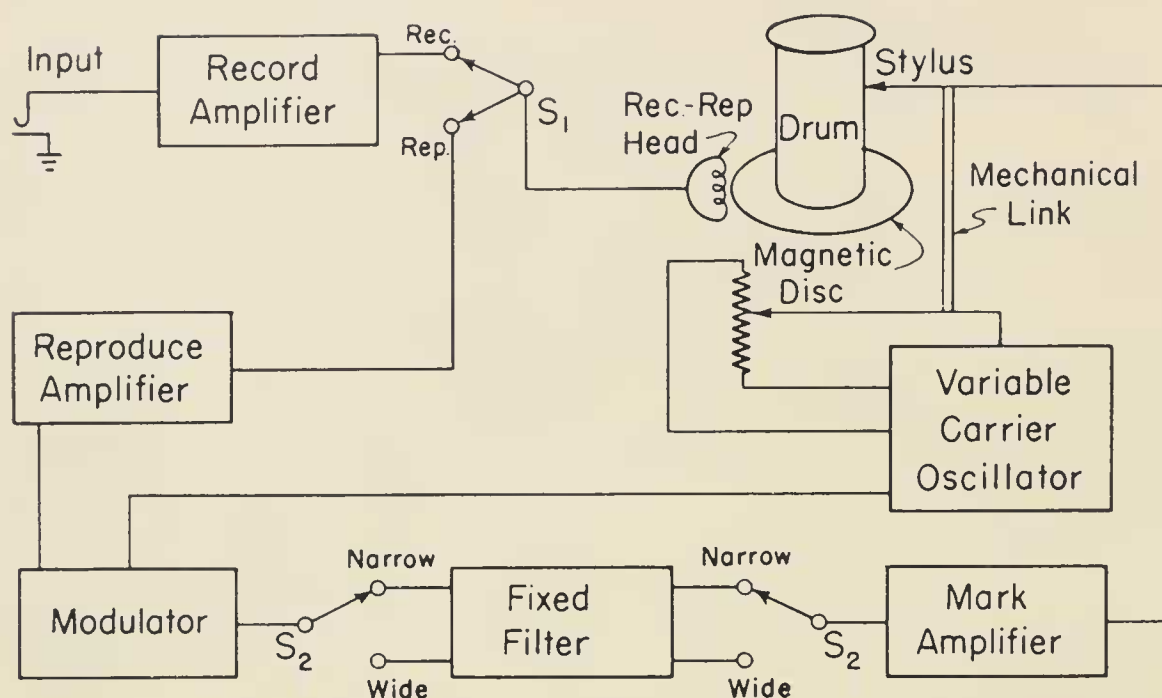 Input
Record
Amplifier
Rec.
Rep.
S1
Rec.-Rep
Head
Drum
Stylus
Mechanical
Link
Magnetic
Disc
Reproduce
Amplifier
Variable
Carrier
Oscillator
Modulator
S2
Narrow
Wide
Fixed
Filter
Narrow
Wide
S2
Mark
Amplifier